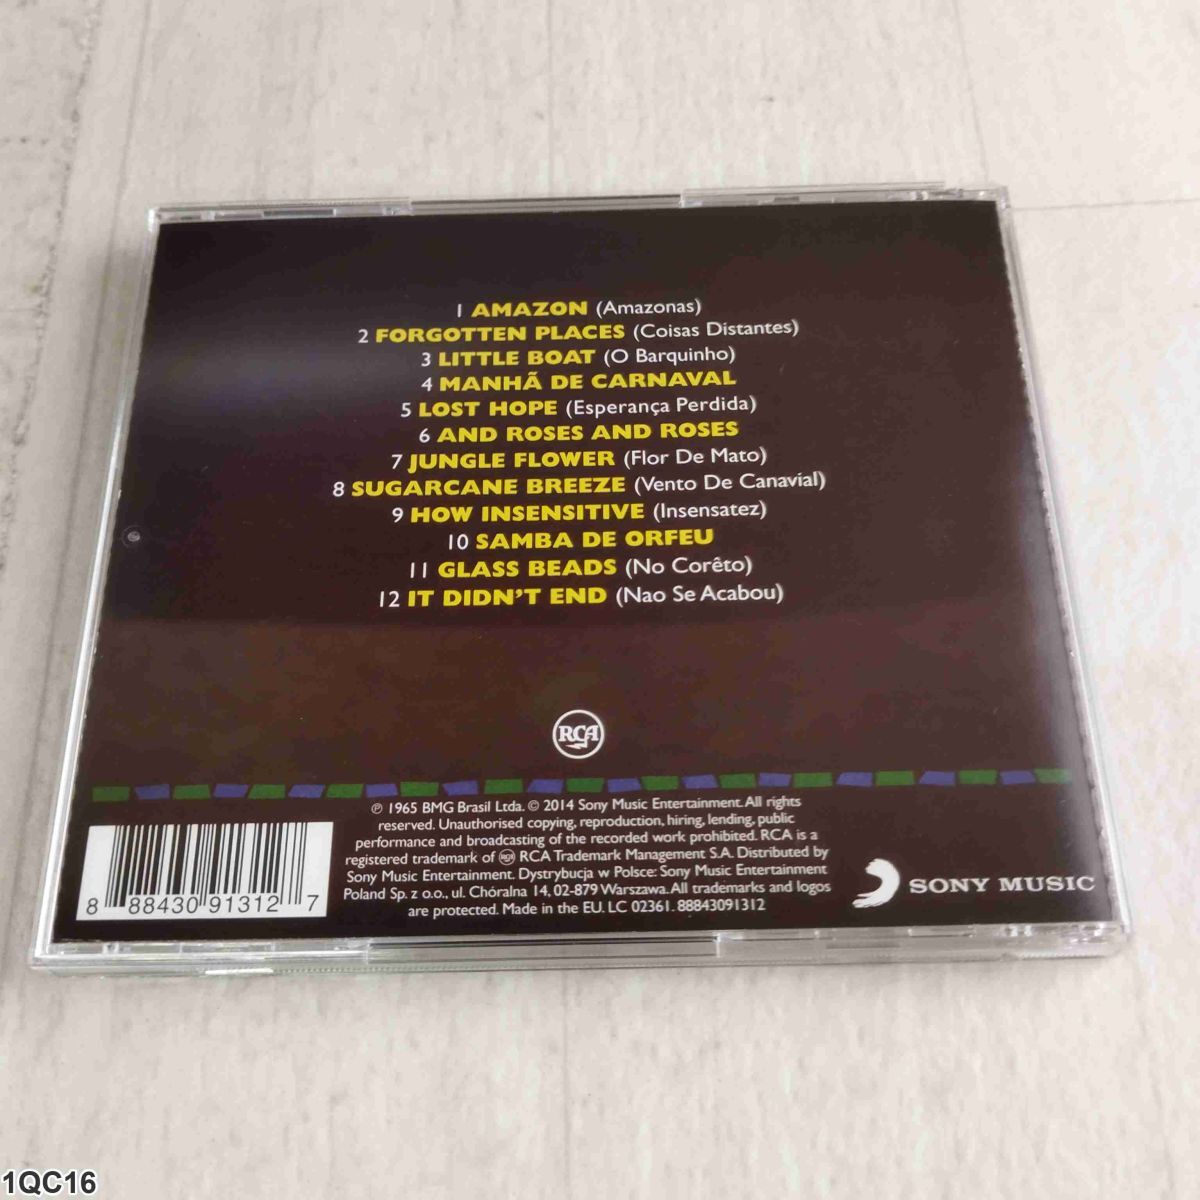 1 AMAZON (Amazonas)
2 FORGOTTEN PLACES (Coisas Distantes)
3 LITTLE BOAT (O Barquinho)
4 MANHÃ DE CARNAVAL
5 LOST HOPE (Esperança Perdida)
6 AND ROSES AND ROSES
7 JUNGLE FLOWER (Flor De Mato)
8 SUGARCANE BREEZE (Vento De Canavial)
9 HOW INSENSITIVE (Insensatez)
10 SAMBA DE ORFEU
11 GLASS BEADS (No Corêto)
12 IT DIDN'T END (Nao Se Acabou)
RCA
℗ 1965 BMG Brasil Ltda. © 2014 Sony Music Entertainment. All rights
reserved. Unauthorised copying, reproduction, hiring, lending, public
performance and broadcasting of the recorded work prohibited. RCA is a
registered trademark of RCA RCA Trademark Management S.A. Distributed by
Sony Music Entertainment. Dystrybucja w Polsce: Sony Music Entertainment
Poland Sp. z o.o., ul. Chóralna 14, 02-879 Warszawa. All trademarks and logos
are protected. Made in the EU. LC 02361. 88843091312
8 88430 91312 7
SONY MUSIC
1QC16